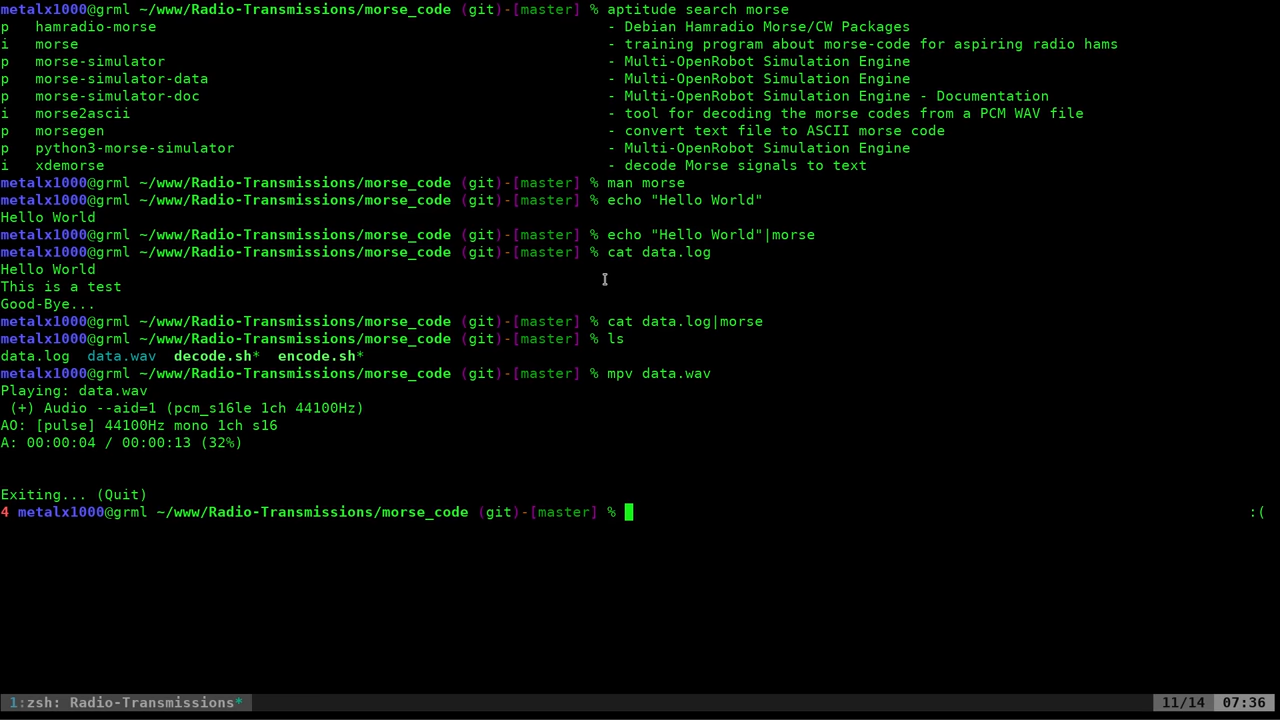 metalx1000@grml ~/www/Radio-Transmissions/morse_code (git)-[master] % aptitude search morse
p   hamradio-morse                                                    - Debian Hamradio Morse/CW Packages
i   morse                                                             - training program about morse-code for aspiring radio hams
p   morse-simulator                                                   - Multi-OpenRobot Simulation Engine
p   morse-simulator-data                                              - Multi-OpenRobot Simulation Engine
p   morse-simulator-doc                                               - Multi-OpenRobot Simulation Engine - Documentation
i   morse2ascii                                                       - tool for decoding the morse codes from a PCM WAV file
p   morsegen                                                          - convert text file to ASCII morse code
p   python3-morse-simulator                                           - Multi-OpenRobot Simulation Engine
i   xdemorse                                                          - decode Morse signals to text
metalx1000@grml ~/www/Radio-Transmissions/morse_code (git)-[master] % man morse
metalx1000@grml ~/www/Radio-Transmissions/morse_code (git)-[master] % echo "Hello World"
Hello World
metalx1000@grml ~/www/Radio-Transmissions/morse_code (git)-[master] % echo "Hello World"|morse
metalx1000@grml ~/www/Radio-Transmissions/morse_code (git)-[master] % cat data.log
Hello World
This is a test
Good-Bye...
metalx1000@grml ~/www/Radio-Transmissions/morse_code (git)-[master] % cat data.log|morse
metalx1000@grml ~/www/Radio-Transmissions/morse_code (git)-[master] % ls
data.log  data.wav  decode.sh*  encode.sh*
metalx1000@grml ~/www/Radio-Transmissions/morse_code (git)-[master] % mpv data.wav
Playing: data.wav
 (+) Audio --aid=1 (pcm_s16le 1ch 44100Hz)
AO: [pulse] 44100Hz mono 1ch s16
A: 00:00:04 / 00:00:13 (32%)
Exiting... (Quit)
4 metalx1000@grml ~/www/Radio-Transmissions/morse_code (git)-[master] % :(
1:zsh: Radio-Transmissions* 11/14 07:36